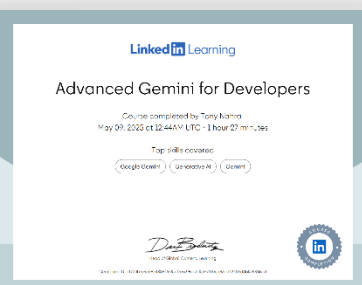 LinkedIn Learning
Advanced Gemini for Developers
Course completed by Tony Nahra
May 09, 2025 at 12:44AM UTC • 1 hour 27 minutes
Top skills covered
Google Gemini Generative AI Gemini
Head of Global Content, Learning